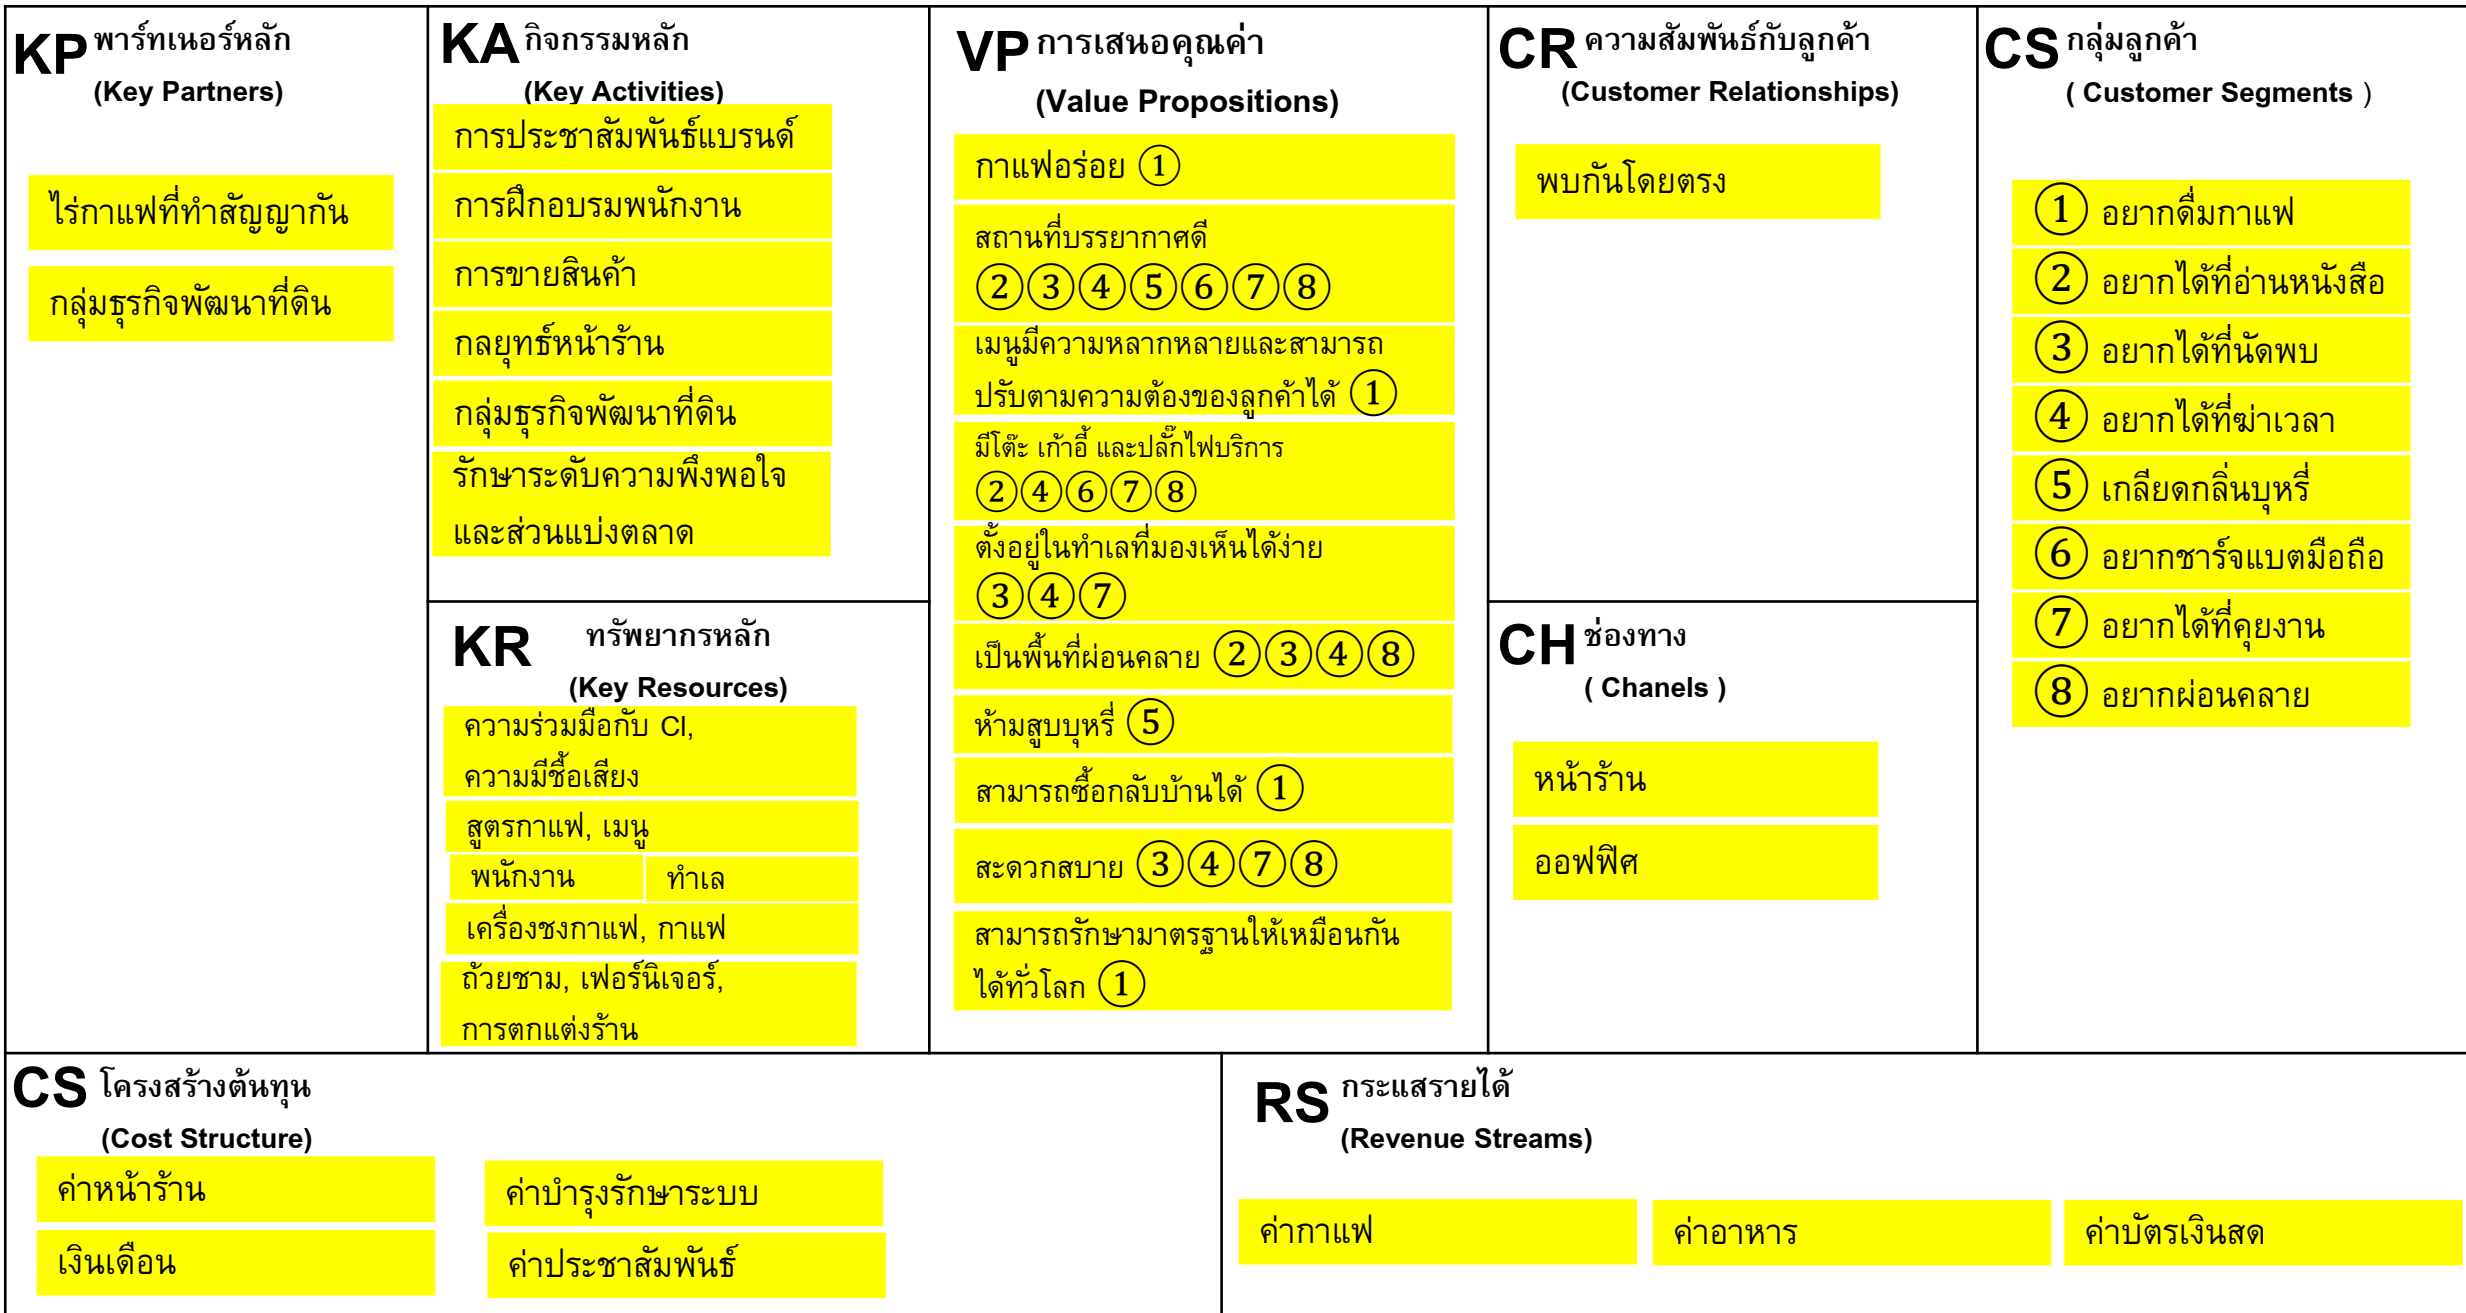 KP พาร์ทเนอร์หลัก
(Key Partners)
ไร่กาแฟที่ทำสัญญากัน
กลุ่มธุรกิจพัฒนาที่ดิน
KA กิจกรรมหลัก
(Key Activities)
การประชาสัมพันธ์แบรนด์
การฝึกอบรมพนักงาน
การขายสินค้า
กลยุทธ์หน้าร้าน
กลุ่มธุรกิจพัฒนาที่ดิน
รักษาระดับความพึงพอใจ
และส่วนแบ่งตลาด
KR ทรัพยากรหลัก
(Key Resources)
ความร่วมมือกับ CI,
ความมีชื่อเสียง
สูตรกาแฟ, เมนู
พนักงาน
ทำเล
เครื่องชงกาแฟ, กาแฟ
ถ้วยชาม, เฟอร์นิเจอร์,
การตกแต่งร้าน
VP การเสนอคุณค่า
(Value Propositions)
กาแฟอร่อย ①
สถานที่บรรยากาศดี
②③④⑤⑥⑦⑧
เมนูมีความหลากหลายและสามารถ
ปรับตามความต้องของลูกค้าได้ ①
มีโต๊ะ เก้าอี้ และปลั๊กไฟบริการ
②④⑥⑦⑧
ตั้งอยู่ในทำเลที่มองเห็นได้ง่าย
③④⑦
เป็นพื้นที่ผ่อนคลาย ②③④⑧
ห้ามสูบบุหรี่ ⑤
สามารถซื้อกลับบ้านได้ ①
สะดวกสบาย ③④⑦⑧
สามารถรักษามาตรฐานให้เหมือนกัน
ได้ทั่วโลก ①
CR ความสัมพันธ์กับลูกค้า
(Customer Relationships)
พบกันโดยตรง
CH ช่องทาง
( Chanels )
หน้าร้าน
ออฟฟิศ
CS กลุ่มลูกค้า
( Customer Segments )
① อยากดื่มกาแฟ
② อยากได้ที่อ่านหนังสือ
③ อยากได้ที่นัดพบ
④ อยากได้ที่ฆ่าเวลา
⑤ เกลียดกลิ่นบุหรี่
⑥ อยากชาร์จแบตมือถือ
⑦ อยากได้ที่คุยงาน
⑧ อยากผ่อนคลาย
CS โครงสร้างต้นทุน
(Cost Structure)
ค่าหน้าร้าน
ค่าบำรุงรักษาระบบ
เงินเดือน
ค่าประชาสัมพันธ์
RS กระแสรายได้
(Revenue Streams)
ค่ากาแฟ
ค่าอาหาร
ค่าบัตรเงินสด